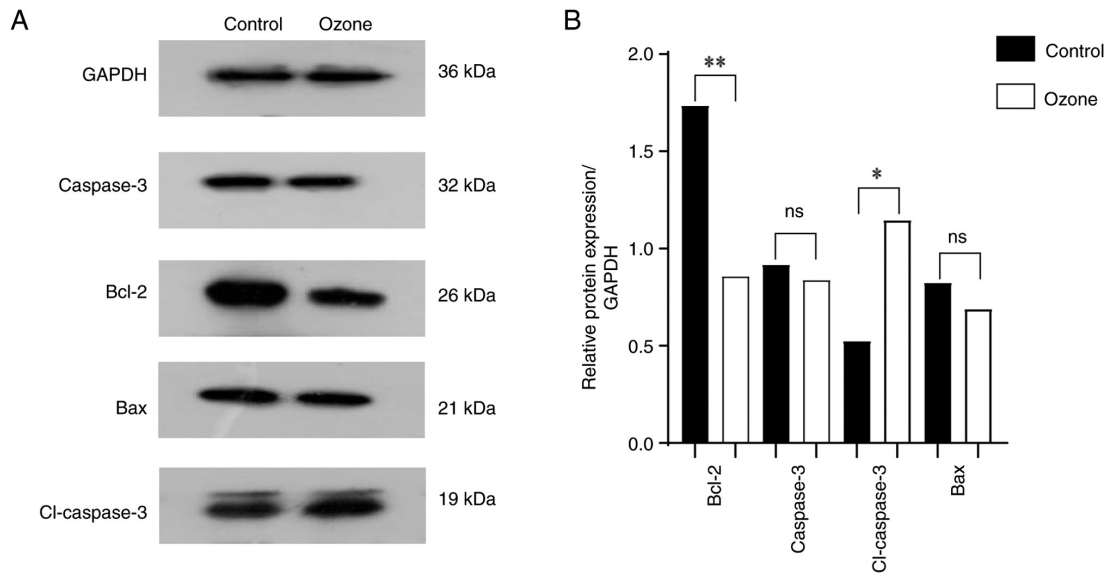 A
Control Ozone
GAPDH 36 kDa
Caspase-3 32 kDa
Bcl-2 26 kDa
Bax 21 kDa
Cl-caspase-3 19 kDa
B
Control
Ozone
Relative protein expression/
GAPDH
2.0
1.5
1.0
0.5
0.0
**
ns
*
ns
Bcl-2
Caspase-3
Cl-caspase-3
Bax